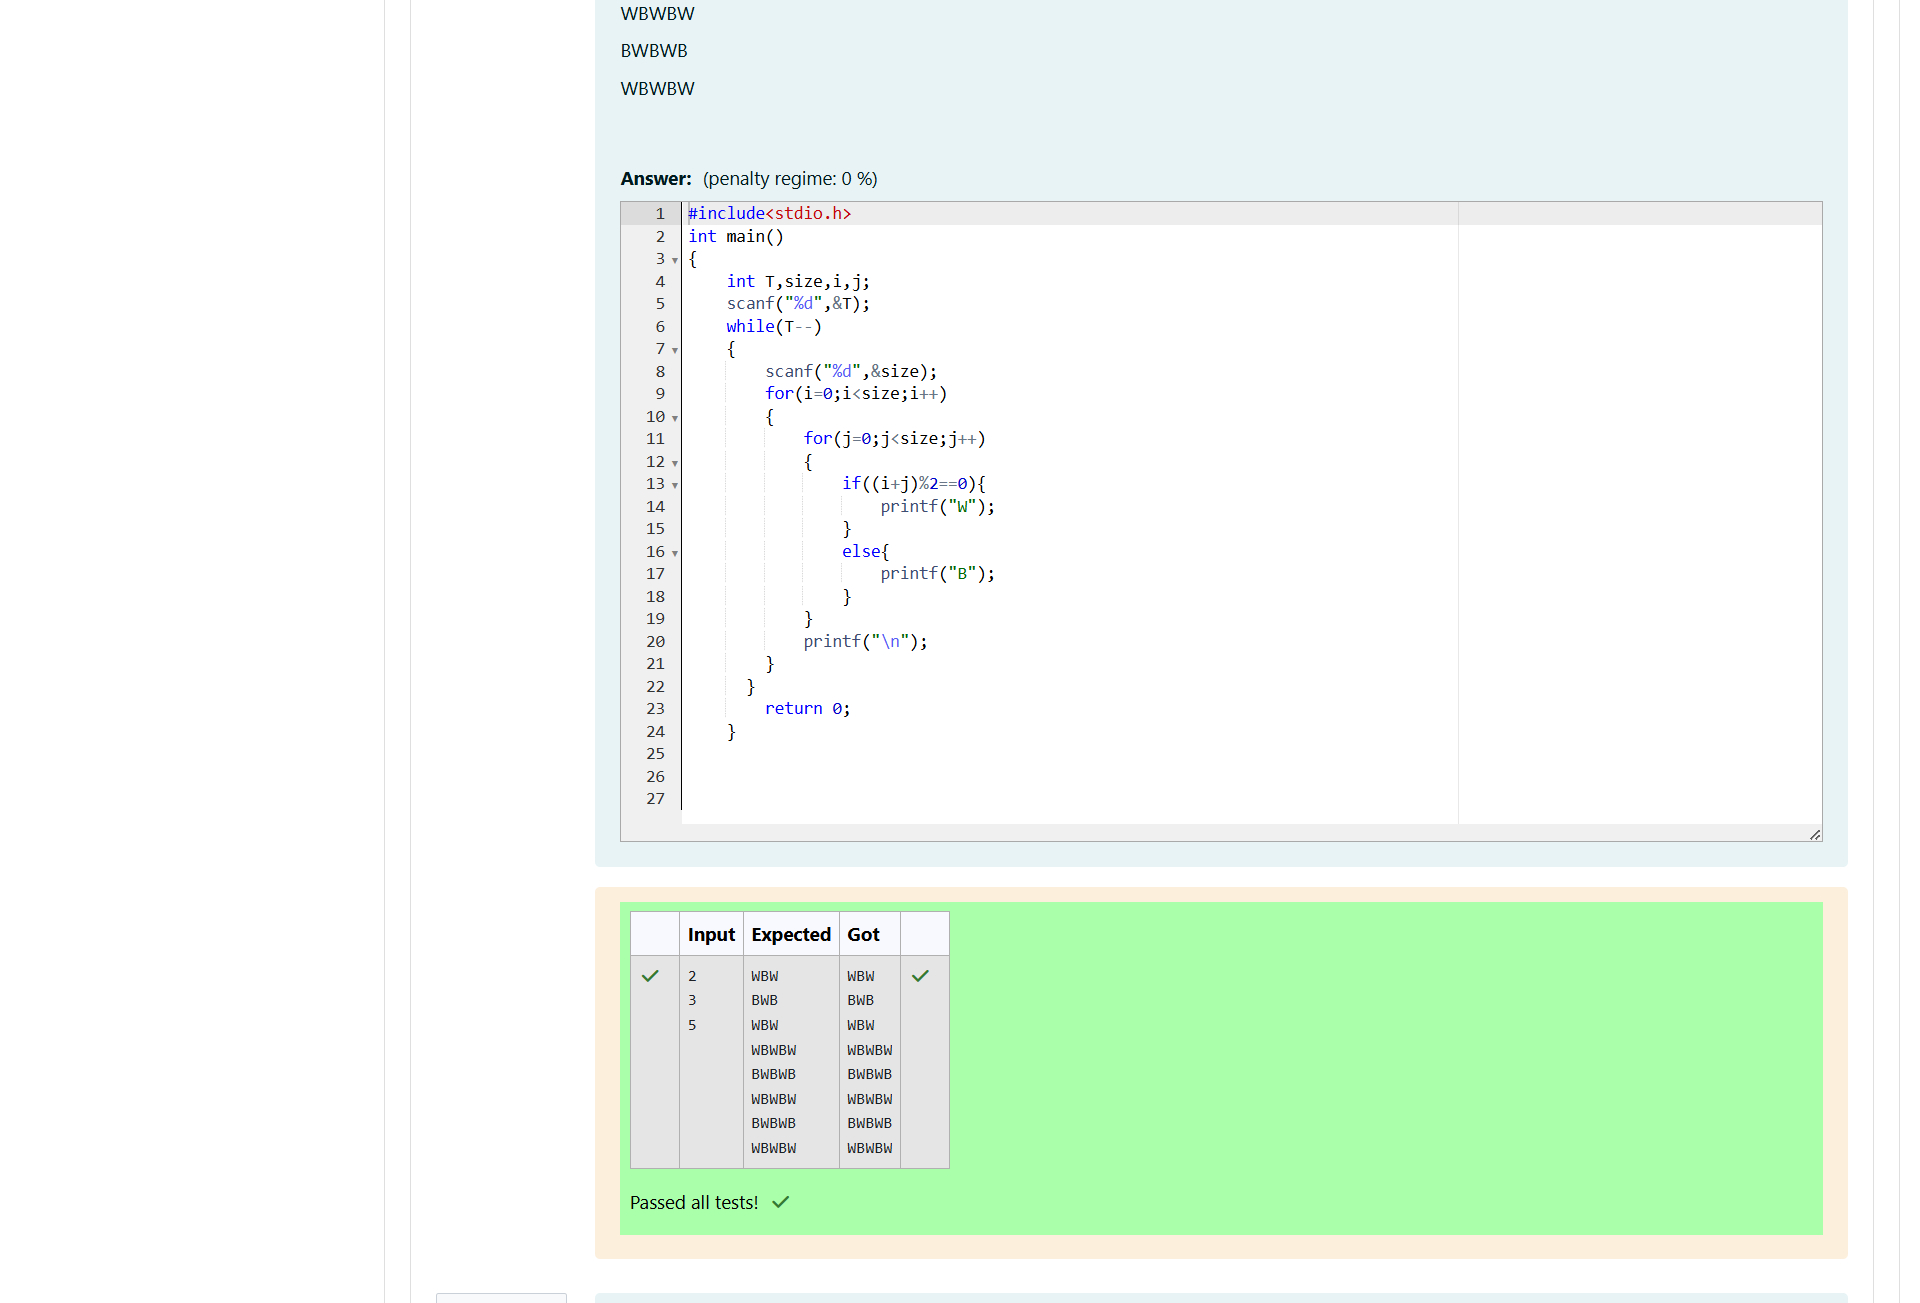 WBWBW
BWBWB
WBWBW
Answer: (penalty regime: 0 %)
1 #include<stdio.h>
2 int main()
3 {
4     int T,size,i,j;
5     scanf("%d",&T);
6     while(T--)
7     {
8         scanf("%d",&size);
9         for(i=0;i<size;i++)
10         {
11             for(j=0;j<size;j++)
12             {
13                 if((i+j)%2==0){
14                     printf("W");
15                 }
16                 else{
17                     printf("B");
18                 }
19             }
20             printf("\n");
21         }
22       }
23         return 0;
24     }
25
26
27
Input Expected Got
2 WBW WBW
3 BWB BWB
5 WBW WBW
WBWBW WBWBW
BWBWB BWBWB
WBWBW WBWBW
BWBWB BWBWB
WBWBW WBWBW
Passed all tests!